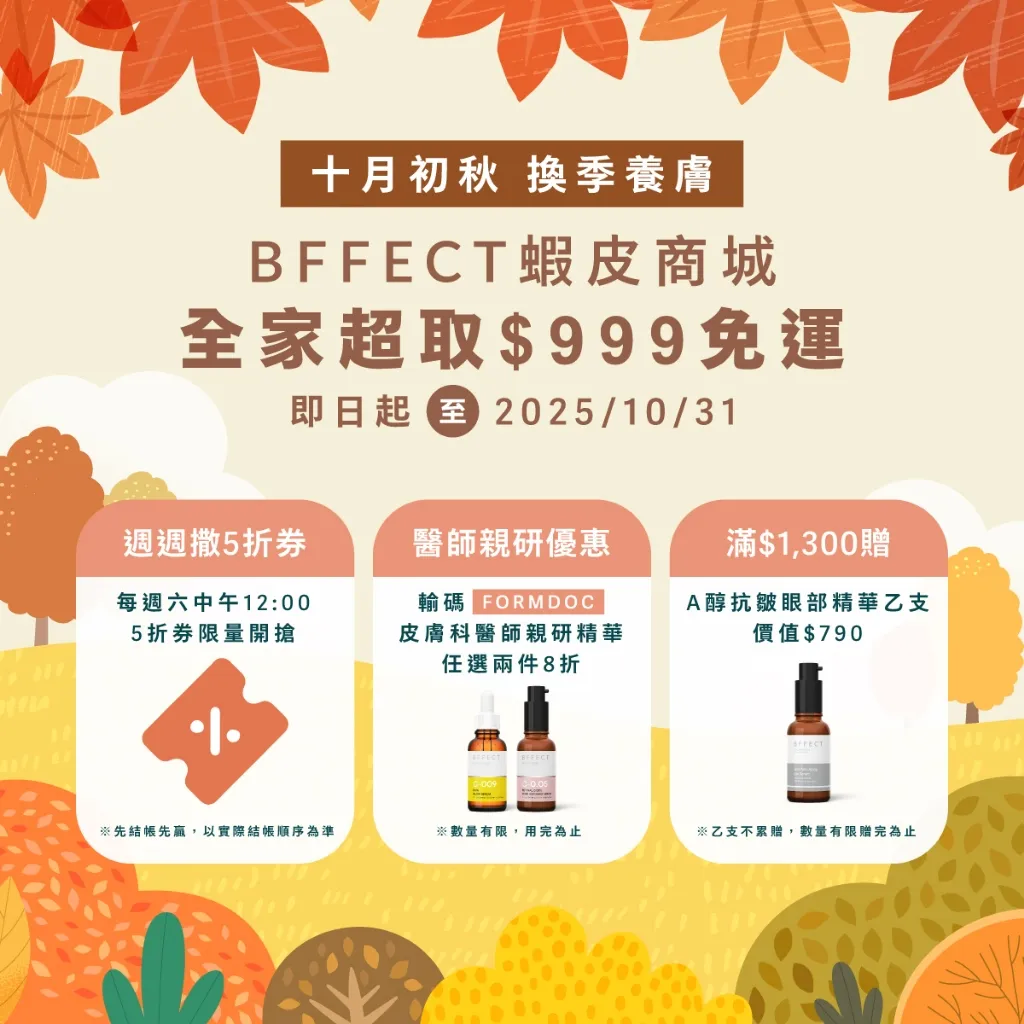 十月初秋 換季養膚
BFFECT蝦皮商城
全家超取$999免運
即日起 至 2025/10/31
週週撒5折券
每週六中午12:00
5折券限量開搶
※先結帳先贏，以實際結帳順序為準
醫師親研優惠
輸碼 FORMDOC
皮膚科醫師親研精華
任選兩件8折
BFFECT
BFFECT
※數量有限，用完為止
滿$1,300贈
A醇抗皺眼部精華乙支
價值$790
BFFECT
※乙支不累贈，數量有限贈完為止